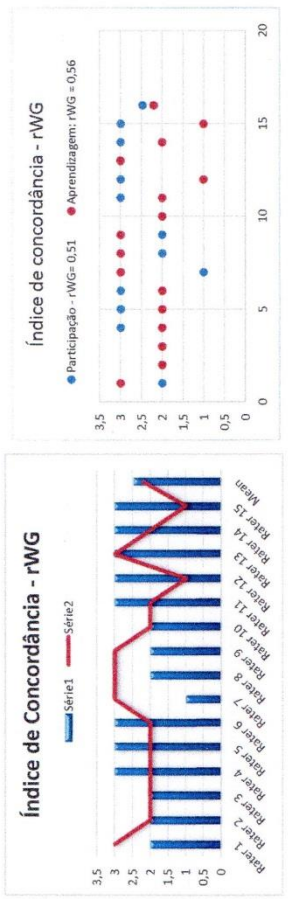 Índice de Concordância - rWG
Série1 Série2
3,5
3
2,5
2
1,5
1
0,5
0
Rater 1
Rater 2
Rater 3
Rater 4
Rater 5
Rater 6
Rater 7
Rater 8
Rater 9
Rater 10
Rater 11
Rater 12
Rater 13
Rater 14
Rater 15
Mean
Índice de concordância - rWG
Participação - rWG= 0,51 Aprendizagem: rWG = 0,56
3,5
3
2,5
2
1,5
1
0,5
0
0 5 10 15 20